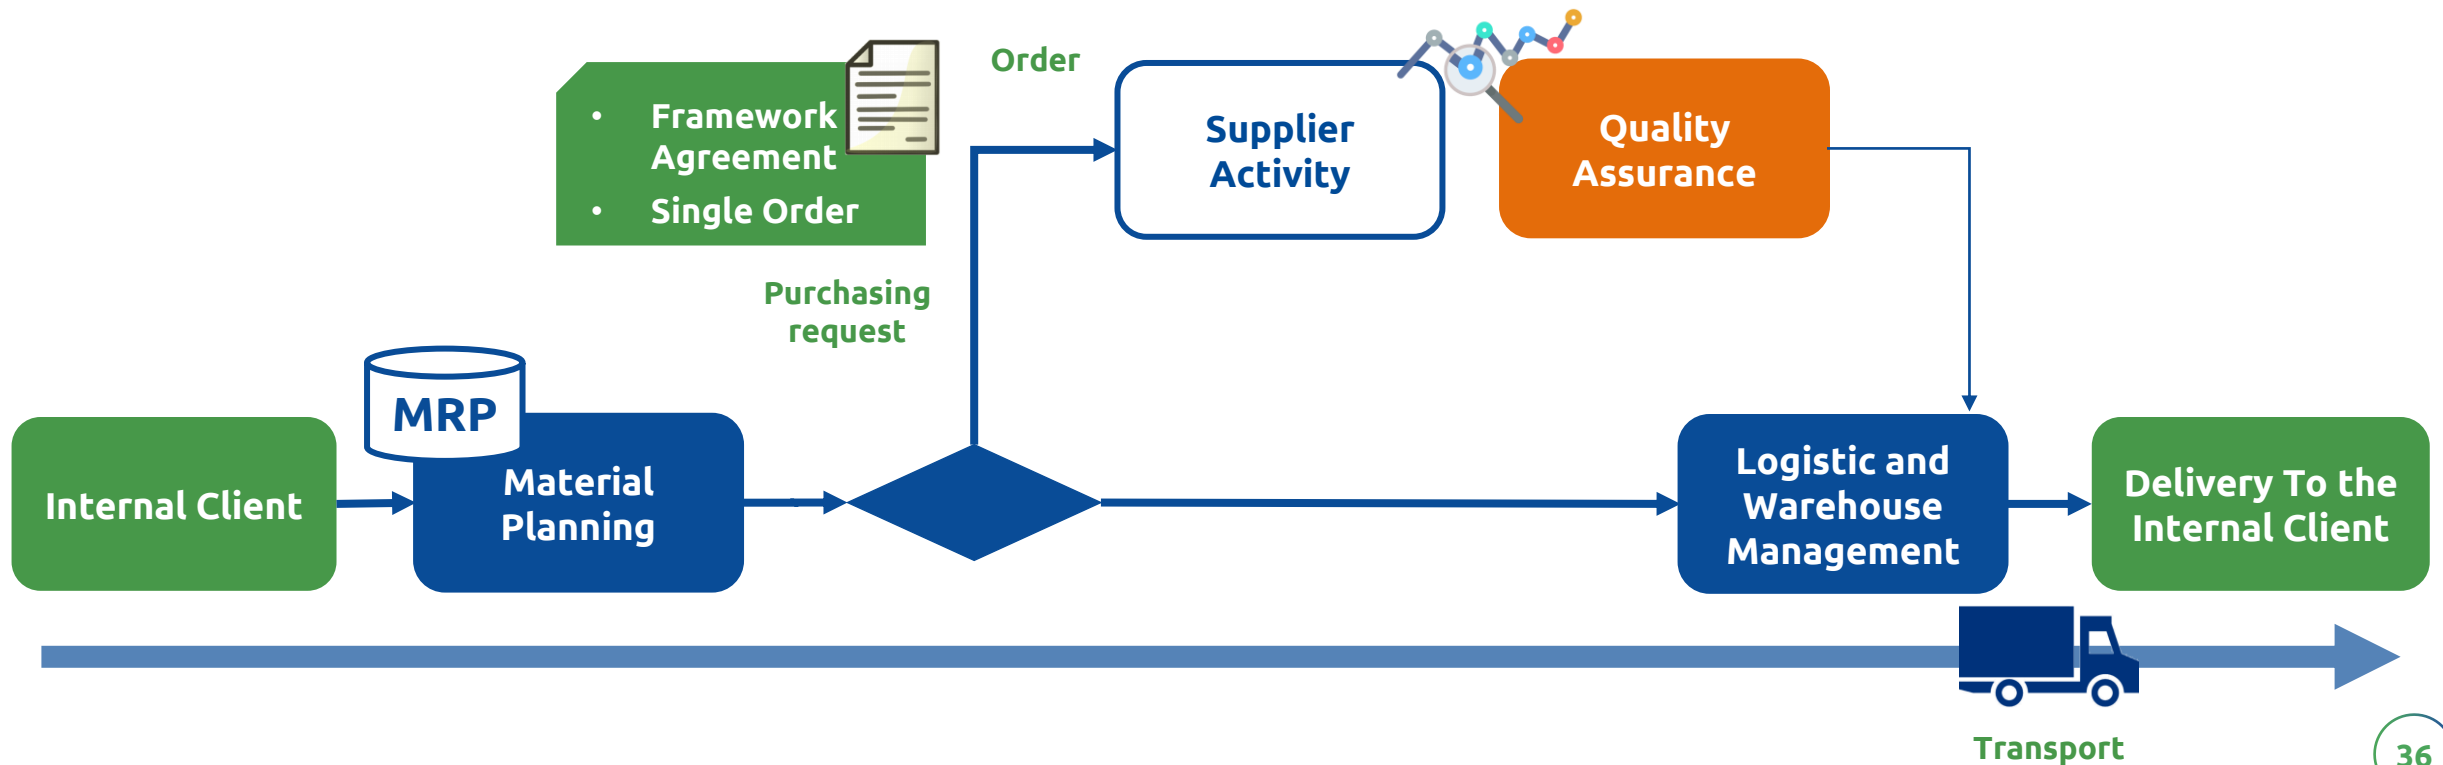 Order
• Framework
Agreement
• Single Order
Supplier
Activity
Quality
Assurance
Purchasing
request
MRP
Internal Client
Material
Planning
Logistic and
Warehouse
Management
Delivery To the
Internal Client
Transport
36